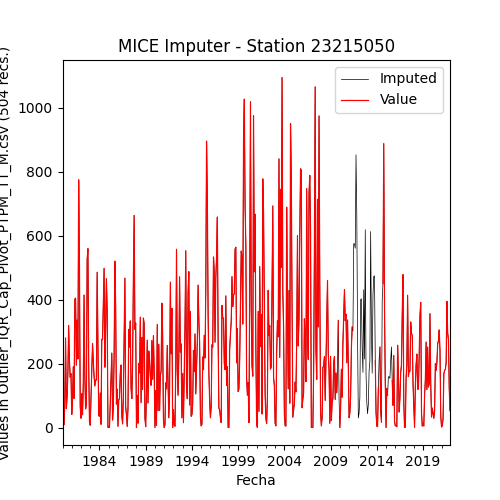 MICE Imputer - Station 23215050
Imputed
Value
Values in Outlier_IQR_Cap_Pivot_PTPM_TT_M.csv (504 recs.)
1000
800
600
400
200
0
1984 1989 1994 1999 2004 2009 2014 2019
Fecha